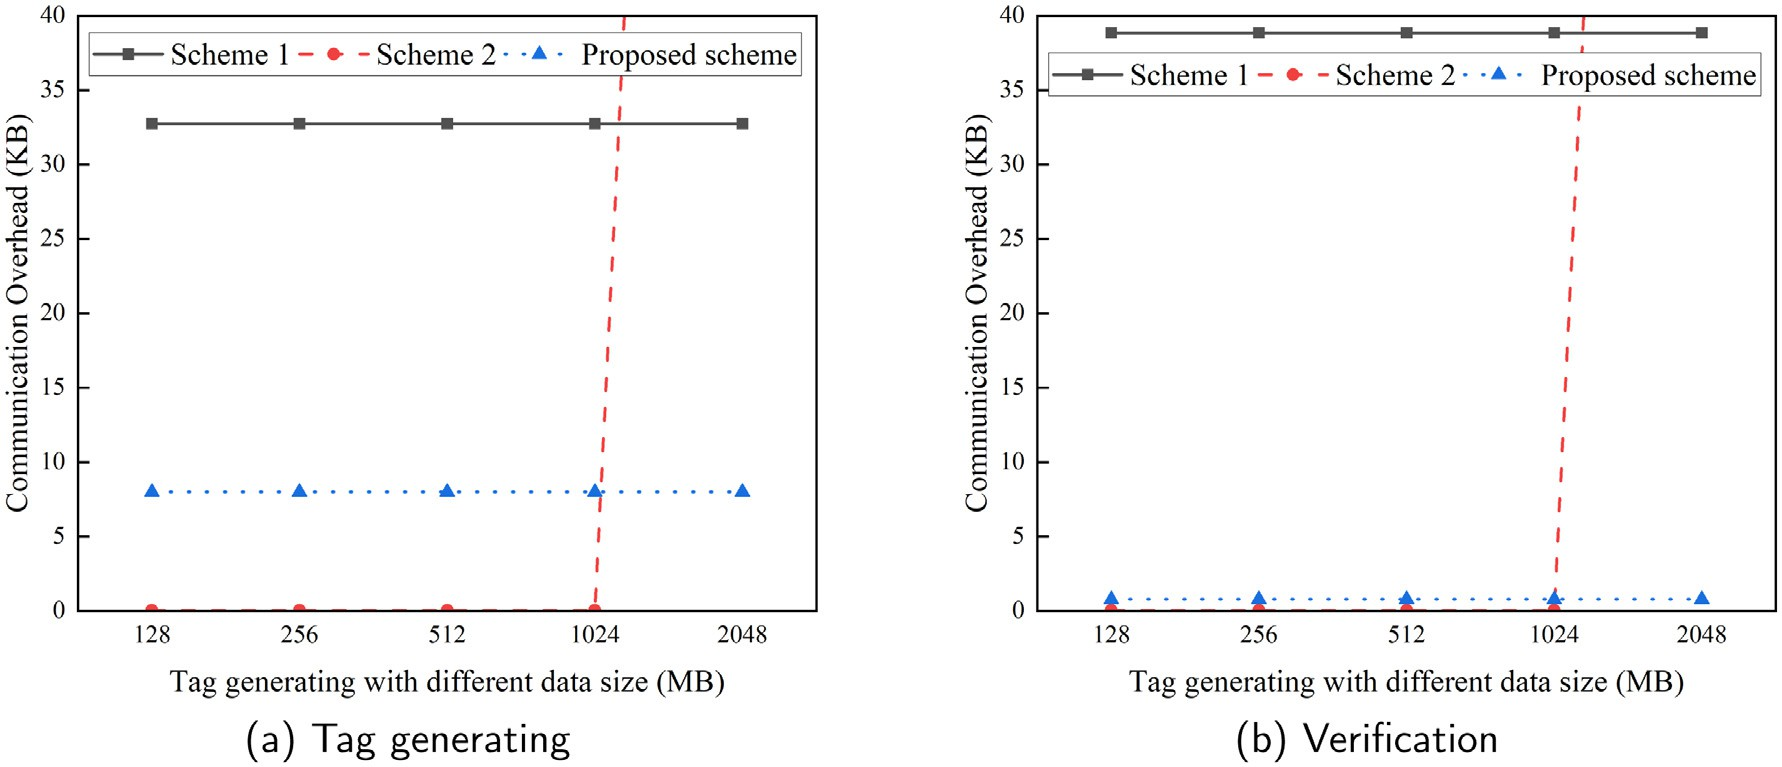 Communication Overhead (KB)
40
35
30
25
20
15
10
5
0
Scheme 1 Scheme 2 Proposed scheme
128 256 512 1024 2048
Tag generating with different data size (MB)
(a) Tag generating
Communication Overhead (KB)
40
35
30
25
20
15
10
5
0
Scheme 1 Scheme 2 Proposed scheme
128 256 512 1024 2048
Tag generating with different data size (MB)
(b) Verification